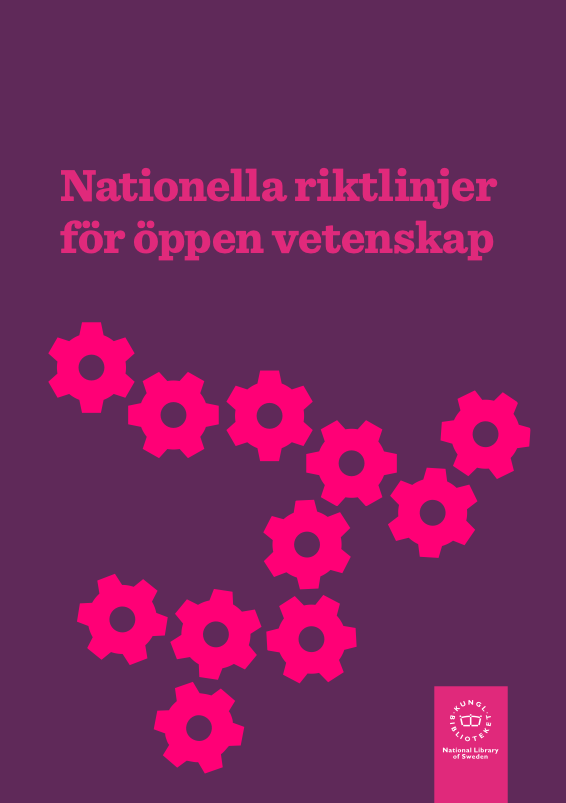 Nationella riktlinjer
för öppen vetenskap
KUNGL·
BIBLIOTEKET·
National Library
of Sweden